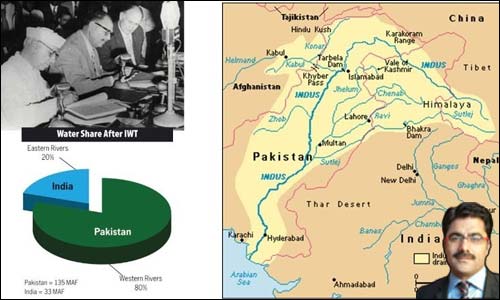 Water Share After IWT
Eastern Rivers
20%
India
Pakistan
Western Rivers
80%
Pakistan = 135 MAF
India = 33 MAF
Tajikistan
China
Hindu Kush
Karakoram
Range
Konar
Tarbela
Dam
Kabul
Helmand
Kabul
Khyber
Pass
Islamabad
Vale of
Kashmir
INDUS
Tibet
Afghanistan
INDUS
Jhelum
Chenab
Himalaya
Zhob
Lahore
Ravi
Sutlej
Bhakra
Dam
Multan
Pakistan
Sutlej
Nepal
INDUS
Delhi
New Delhi
Ganges
Ghaghra
Thar Desert
Jumna
Chambal
Banas
Karachi
Hyderabad
India
Arabian
Sea
Ahmadabad